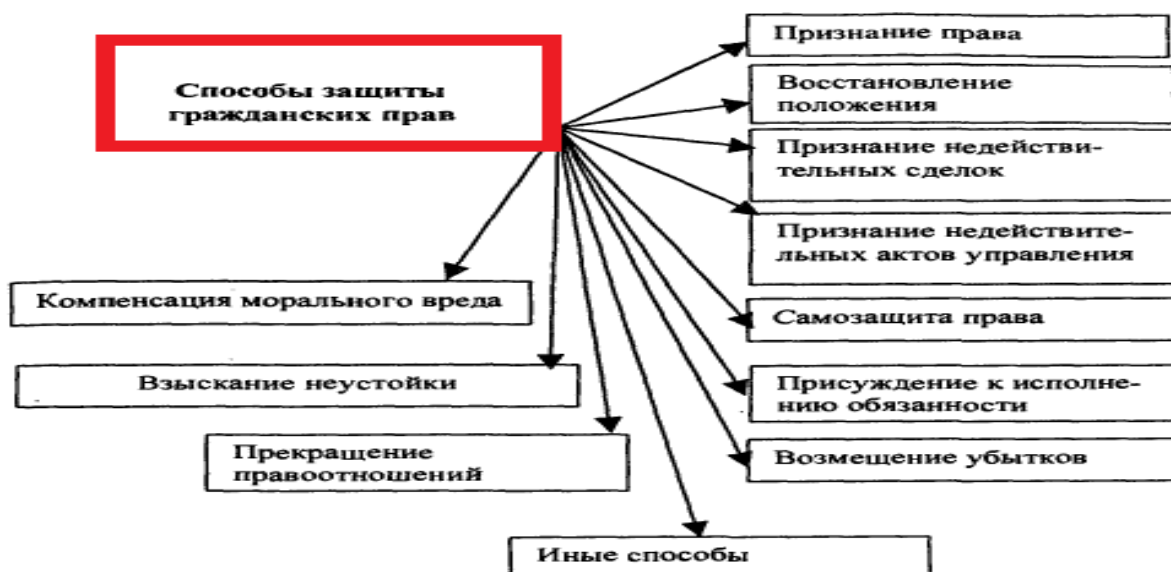 Способы защиты
гражданских прав
Признание права
Восстановление
положения
Признание недействи-
тельных сделок
Признание недействите-
льных актов управления
Самозащита права
Присуждение к исполне-
нию обязанности
Возмещение убытков
Компенсация морального вреда
Взыскание неустойки
Прекращение
правоотношений
Иные способы